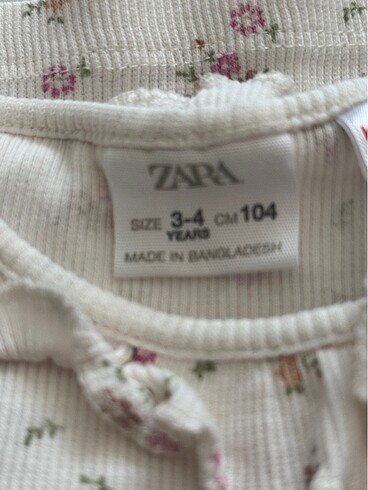 ZARA
SIZE 3-4 CM 104
YEARS
MADE IN BANGLADESH